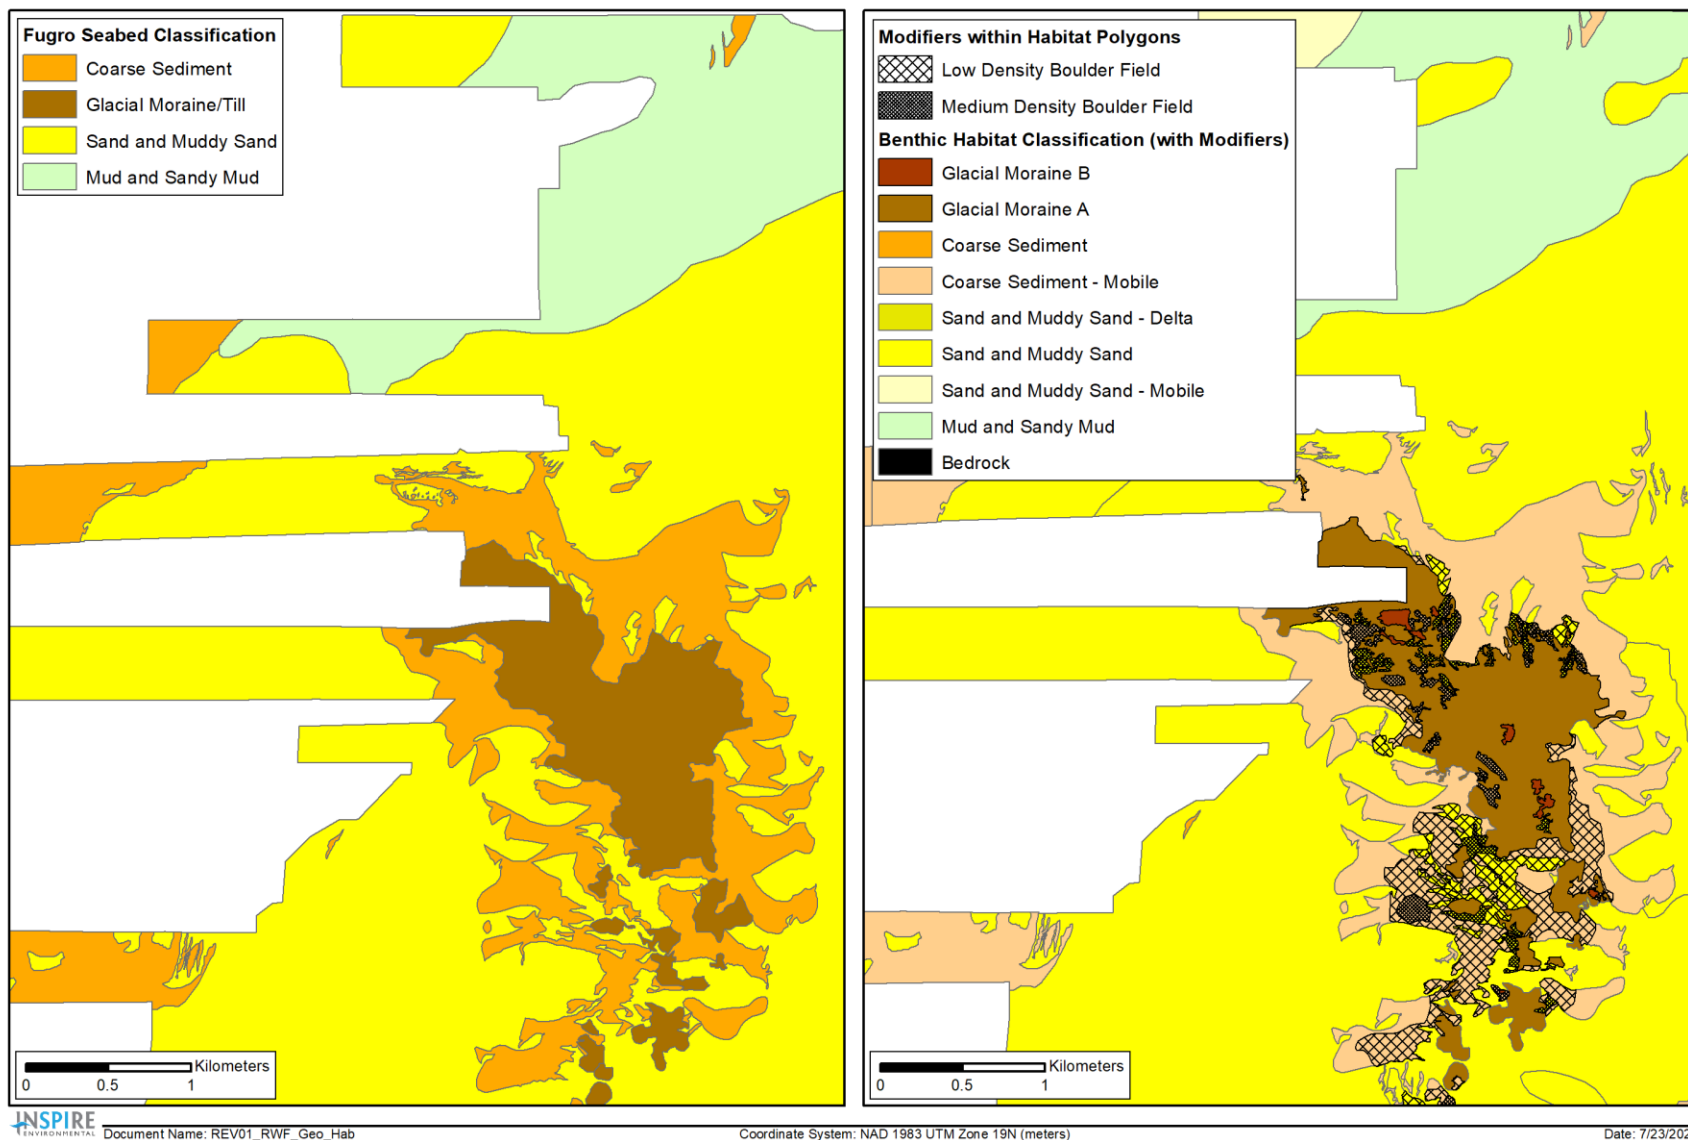 Fugro Seabed Classification
Coarse Sediment
Glacial Moraine/Till
Sand and Muddy Sand
Mud and Sandy Mud
Kilometers
0 0.5 1
Modifiers within Habitat Polygons
Low Density Boulder Field
Medium Density Boulder Field
Benthic Habitat Classification (with Modifiers)
Glacial Moraine B
Glacial Moraine A
Coarse Sediment
Coarse Sediment - Mobile
Sand and Muddy Sand - Delta
Sand and Muddy Sand
Sand and Muddy Sand - Mobile
Mud and Sandy Mud
Bedrock
Kilometers
0 0.5 1
INSPIRE
ENVIRONMENTAL
Document Name: REV01_RWF_Geo_Hab
Coordinate System: NAD 1983 UTM Zone 19N (meters)
Date: 7/23/202